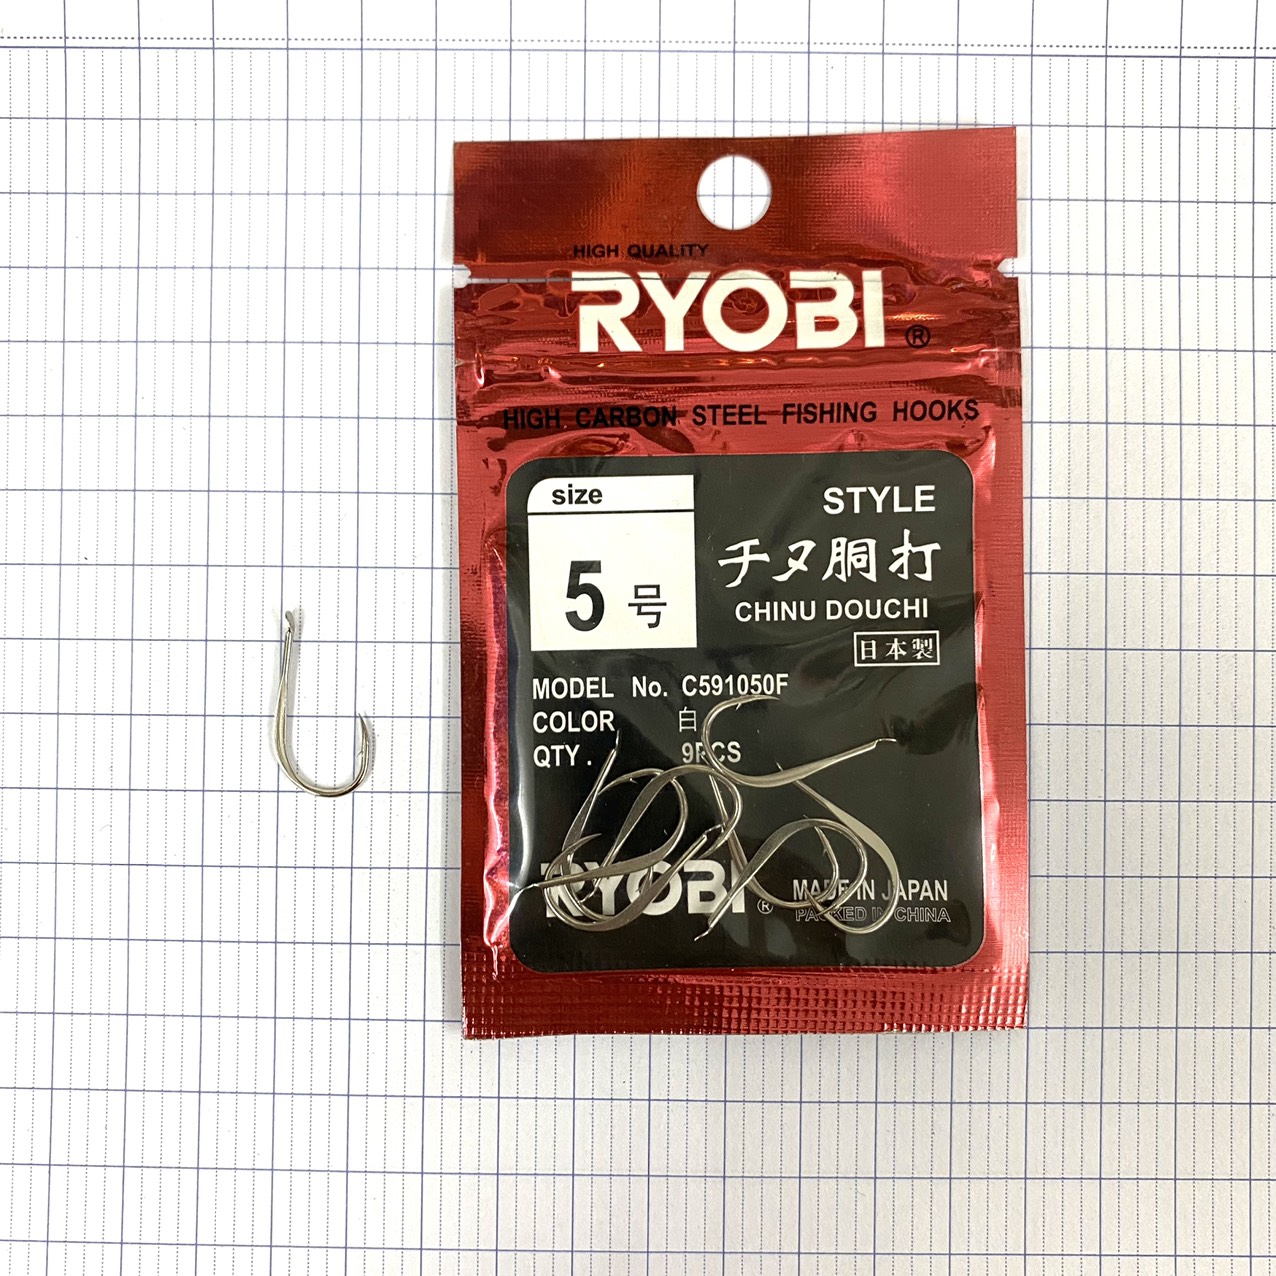 HIGH QUALITY
RYOBI ®
HIGH CARBON STEEL FISHING HOOKS
size
5 号
STYLE
チヌ胴打
CHINU DOUCHI
日本製
MODEL No. C591050F
COLOR 白
QTY . 9PCS
RYOBI ®
MADE IN JAPAN
PACKED IN CHINA